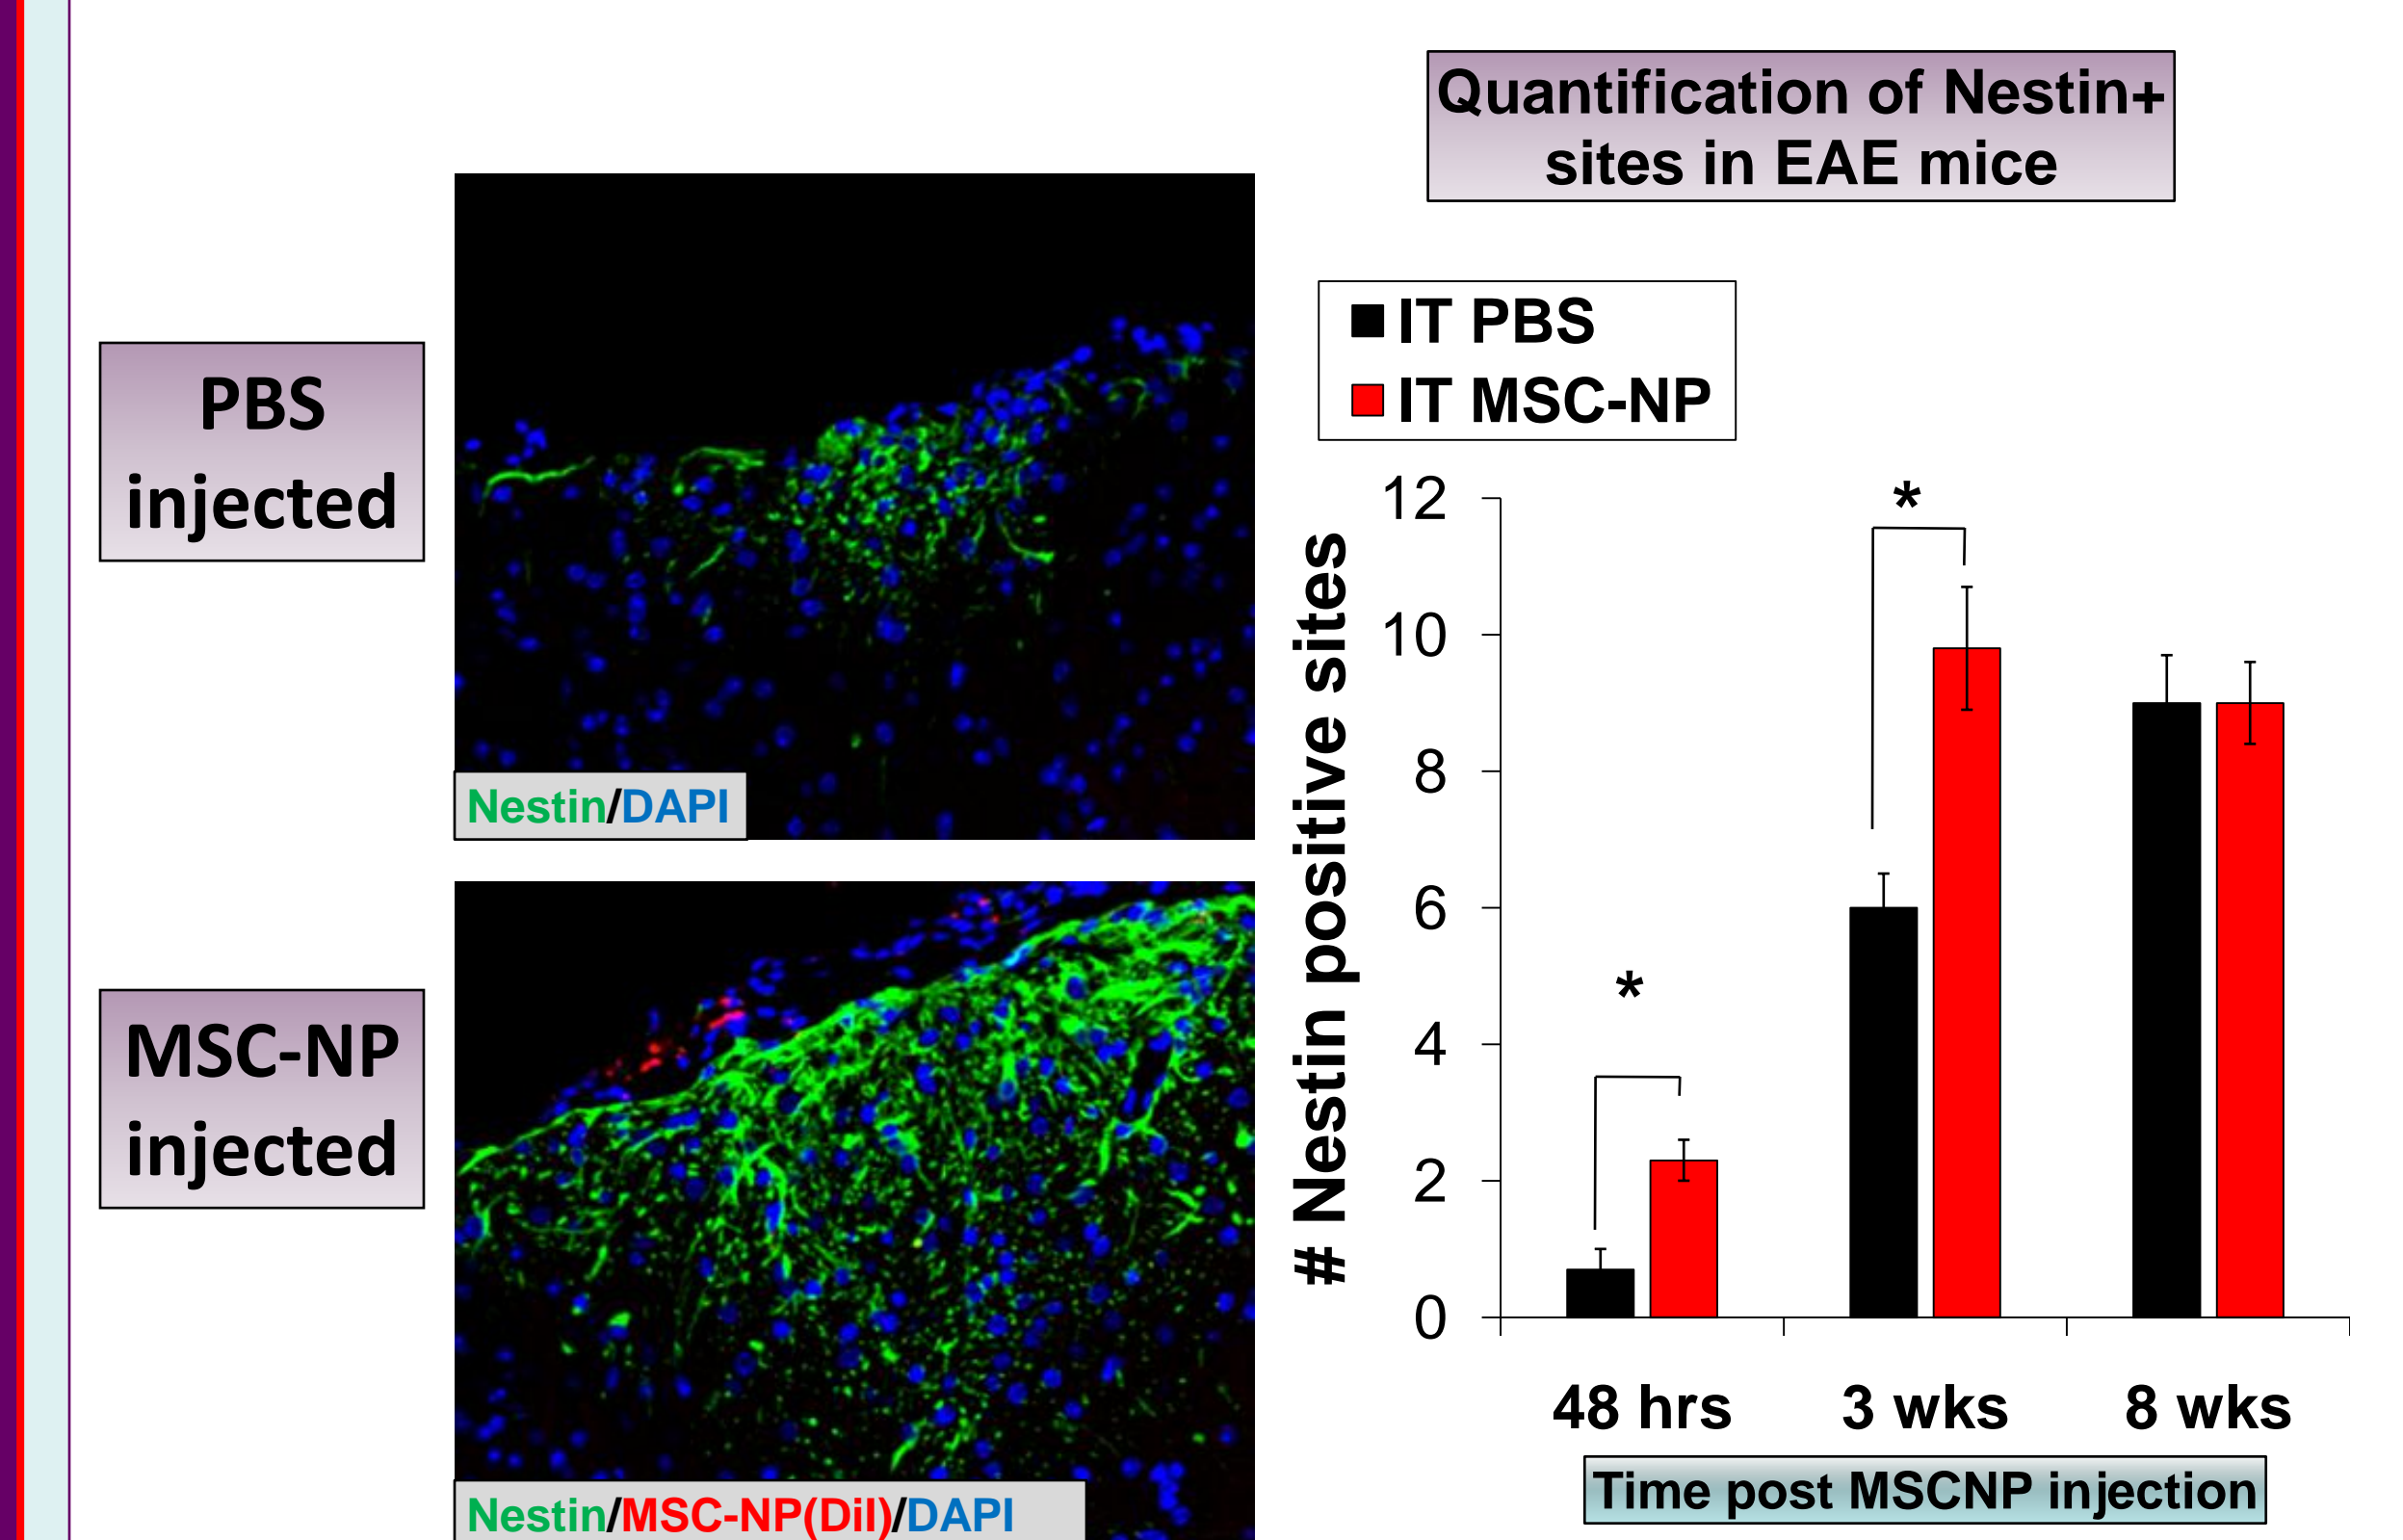 Quantification of Nestin+
sites in EAE mice
PBS
injected
Nestin/DAPI
MSC-NP
injected
Nestin/MSC-NP(DiI)/DAPI
IT PBS
IT MSC-NP
# Nestin positive sites
12
10
8
6
4
2
0
*
*
48 hrs 3 wks 8 wks
Time post MSCNP injection